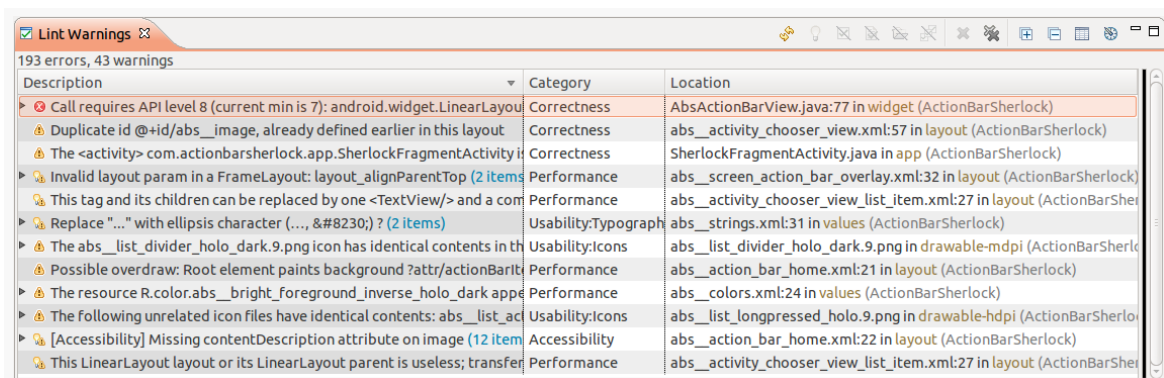 Lint Warnings
193 errors, 43 warnings
Description Category Location
Call requires API level 8 (current min is 7): android.widget.LinearLayou Correctness AbsActionBarView.java:77 in widget (ActionBarSherlock)
Duplicate id @+id/abs__image, already defined earlier in this layout Correctness abs__activity_chooser_view.xml:57 in layout (ActionBarSherlock)
The <activity> com.actionbarsherlock.app.SherlockFragmentActivity is Correctness SherlockFragmentActivity.java in app (ActionBarSherlock)
Invalid layout param in a FrameLayout: layout_alignParentTop (2 items Performance abs__screen_action_bar_overlay.xml:32 in layout (ActionBarSherlock)
This tag and its children can be replaced by one <TextView/> and a com Performance abs__activity_chooser_view_list_item.xml:27 in layout (ActionBarSher
Replace "..." with ellipsis character (…, &#8230;) ? (2 items) Usability:Typograph abs__strings.xml:31 in values (ActionBarSherlock)
The abs__list_divider_holo_dark.9.png icon has identical contents in th Usability:Icons abs__list_divider_holo_dark.9.png in drawable-mdpi (ActionBarSherlo
Possible overdraw: Root element paints background ?attr/actionBarIte Performance abs__action_bar_home.xml:21 in layout (ActionBarSherlock)
The resource R.color.abs__bright_foreground_inverse_holo_dark appe Performance abs__colors.xml:24 in values (ActionBarSherlock)
The following unrelated icon files have identical contents: abs__list_act Usability:Icons abs__list_longpressed_holo.9.png in drawable-hdpi (ActionBarSherlo
[Accessibility] Missing contentDescription attribute on image (12 item Accessibility abs__action_bar_home.xml:22 in layout (ActionBarSherlock)
This LinearLayout layout or its LinearLayout parent is useless; transfer Performance abs__activity_chooser_view_list_item.xml:27 in layout (ActionBarSher